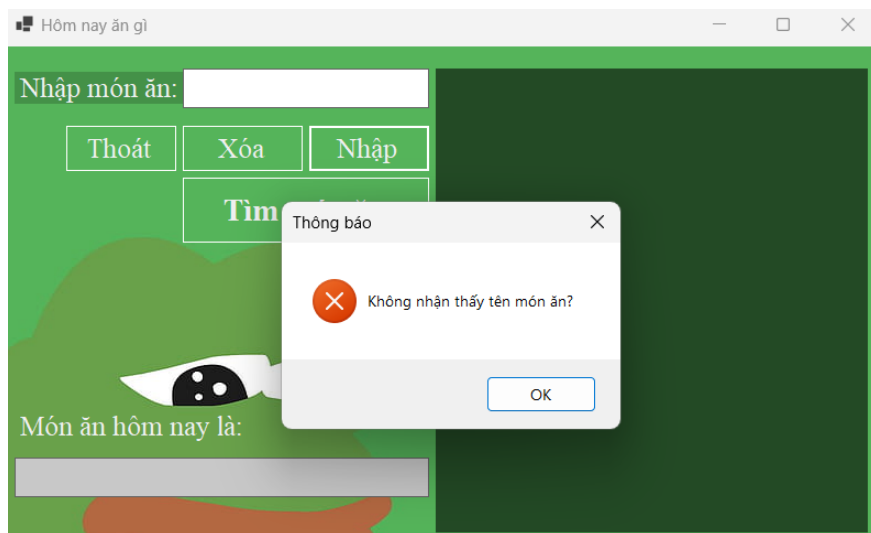 Hôm nay ăn gì
Nhập món ăn:
Thoát
Xóa
Nhập
Tìm
Thông báo
Không nhận thấy tên món ăn?
OK
Món ăn hôm nay là: